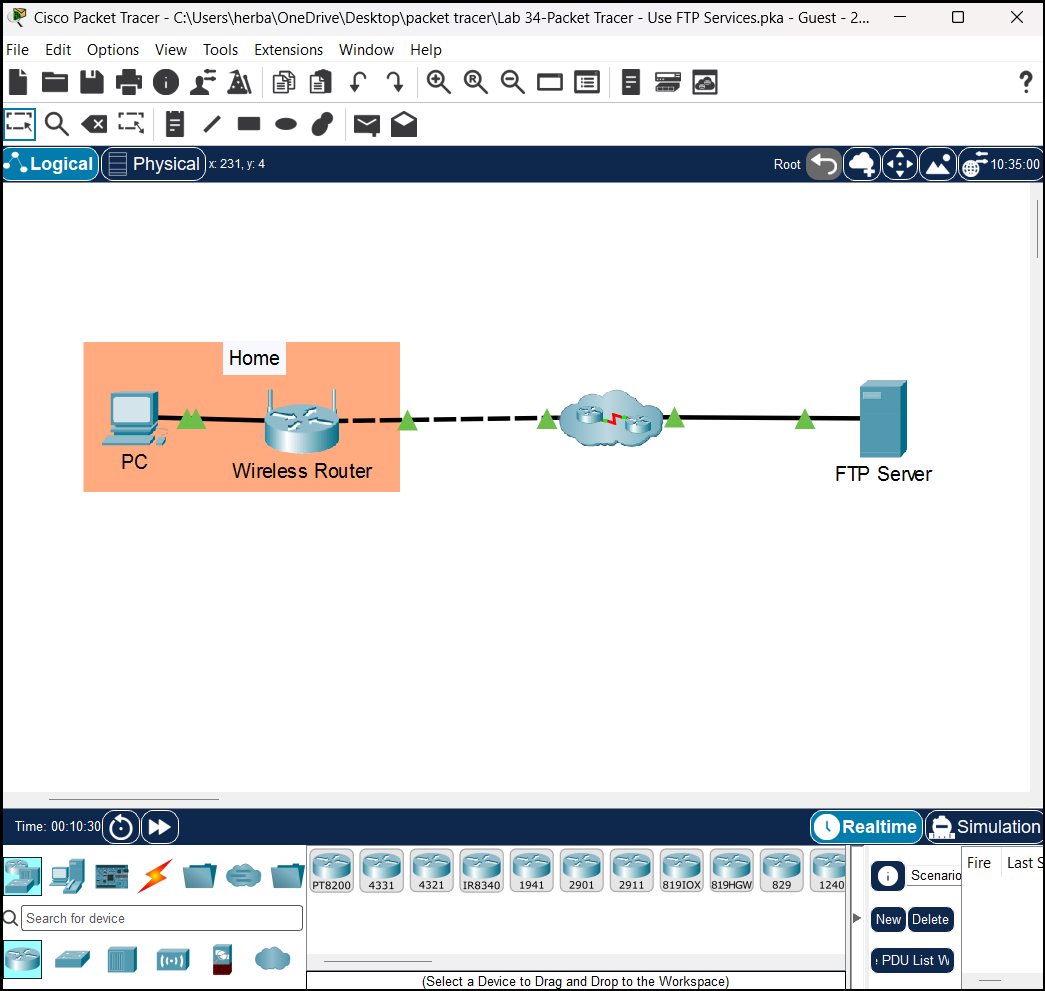 Cisco Packet Tracer - C:\Users\herba\OneDrive\Desktop\packet tracer\Lab 34-Packet Tracer - Use FTP Services.pka - Guest - 2...
File Edit Options View Tools Extensions Window Help
?
Logical Physical x: 231, y: 4 Root 10:35:00
Home
PC
Wireless Router
FTP Server
Time: 00:10:30 Realtime Simulation
PT8200 4331 4321 IR8340 1941 2901 2911 819IOX 819HGW 829 1240
Fire Last S
Scenario
Search for device
New Delete
PDU List W
(Select a Device to Drag and Drop to the Workspace)